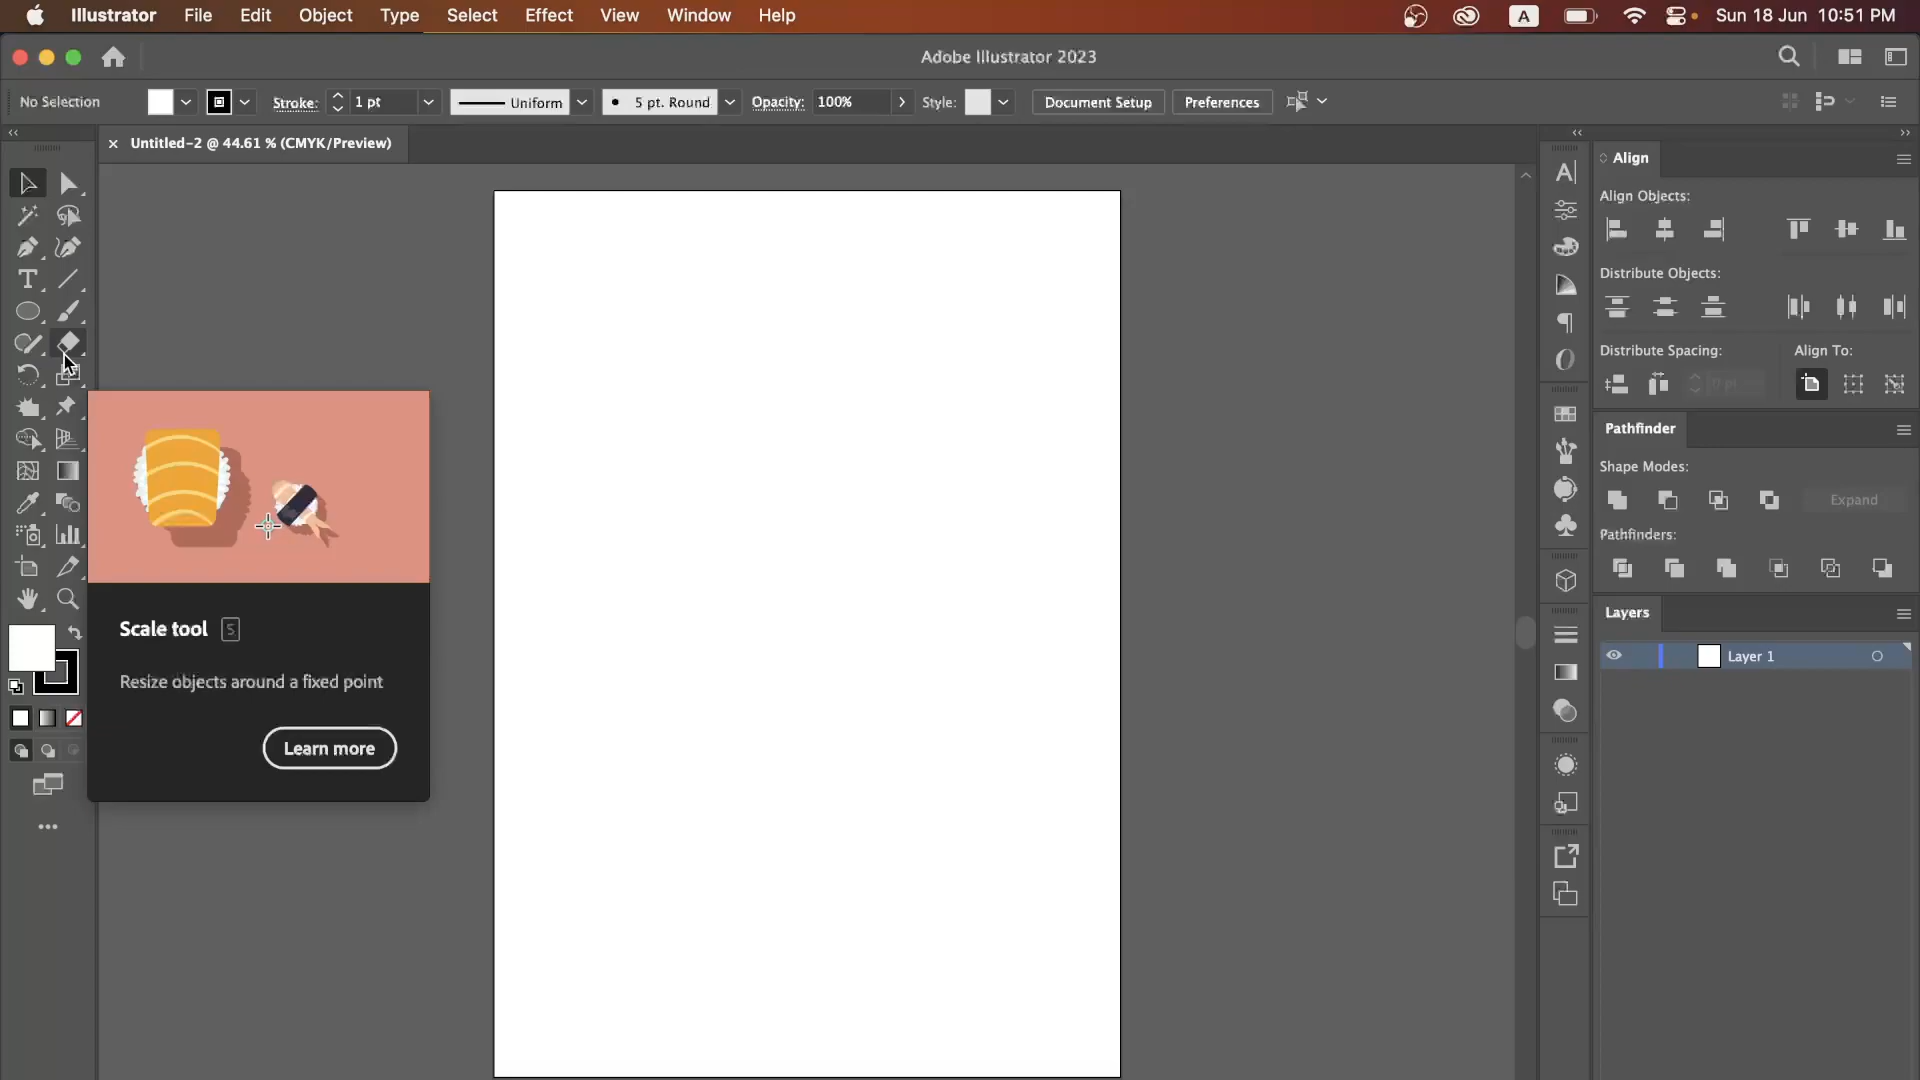 Illustrator File Edit Object Type Select Effect View Window Help A Sun 18 Jun 10:51 PM
Adobe Illustrator 2023
No Selection Stroke: 1 pt Uniform 5 pt. Round Opacity: 100% Style: Document Setup Preferences
Untitled-2 @ 44.61 % (CMYK/Preview)
Align
Align Objects:
Distribute Objects:
Distribute Spacing: Align To:
0 pt
Pathfinder
Shape Modes:
Expand
Pathfinders:
Scale tool S
Resize objects around a fixed point
Learn more
Layers
Layer 1